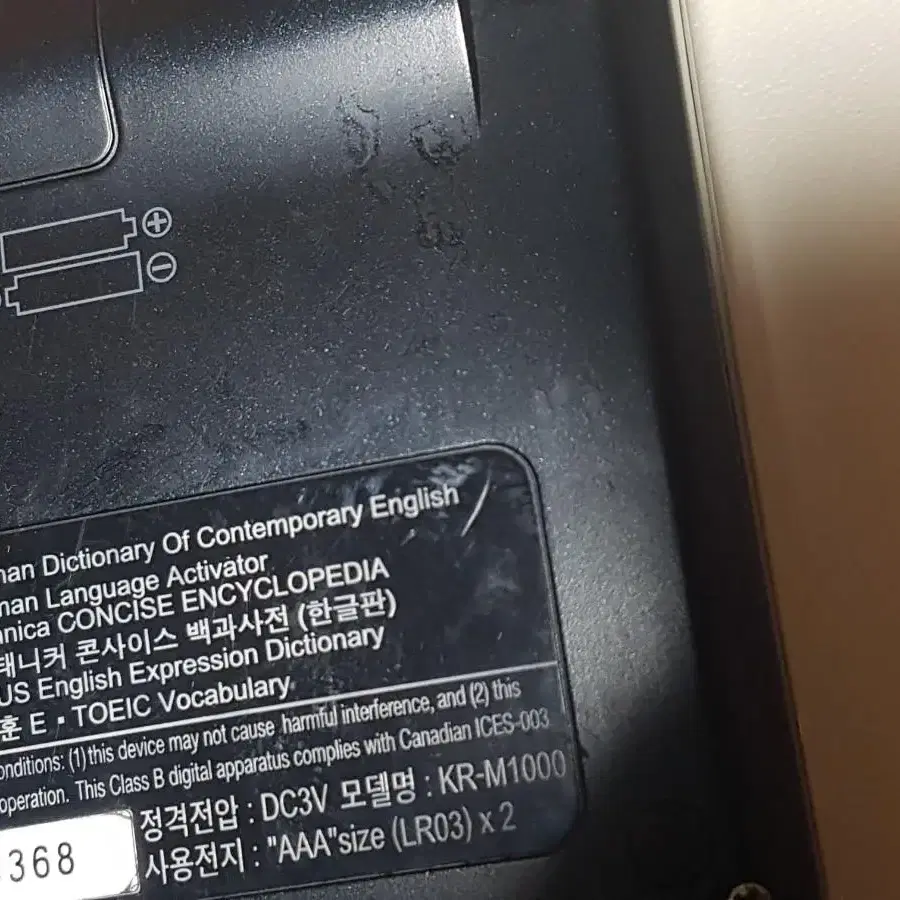 ⊕
⊖
man Dictionary Of Contemporary English
man Language Activator
nnica CONCISE ENCYCLOPEDIA
태니커 콘사이스 백과사전 (한글판)
US English Expression Dictionary
훈 E · TOEIC Vocabulary
onditions: (1) this device may not cause harmful interference, and (2) this
operation. This Class B digital apparatus complies with Canadian ICES-003
정격전압 : DC3V 모델명 : KR-M1000
368 사용전지 : "AAA"size (LR03) x 2